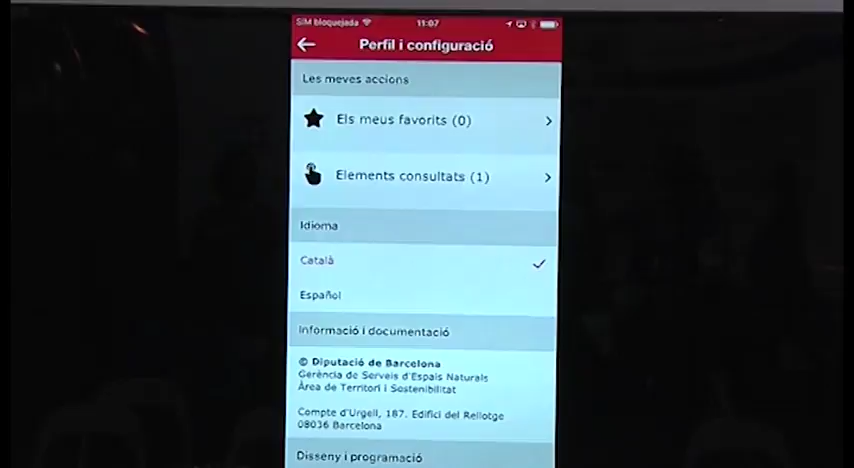 SIM bloquejada 11:07
Perfil i configuració
Les meves accions
Els meus favorits (0)
Elements consultats (1)
Idioma
Català
Español
Informació i documentació
© Diputació de Barcelona
Gerència de Serveis d'Espais Naturals
Àrea de Territori i Sostenibilitat
Compte d'Urgell, 187. Edifici del Rellotge
08036 Barcelona
Disseny i programació